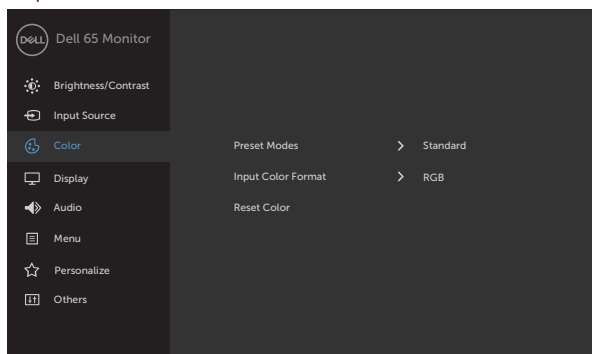 DELL Dell 65 Monitor
Brightness/Contrast
Input Source
Color Preset Modes Standard
Input Color Format RGB
Display
Reset Color
Audio
Menu
Personalize
Others